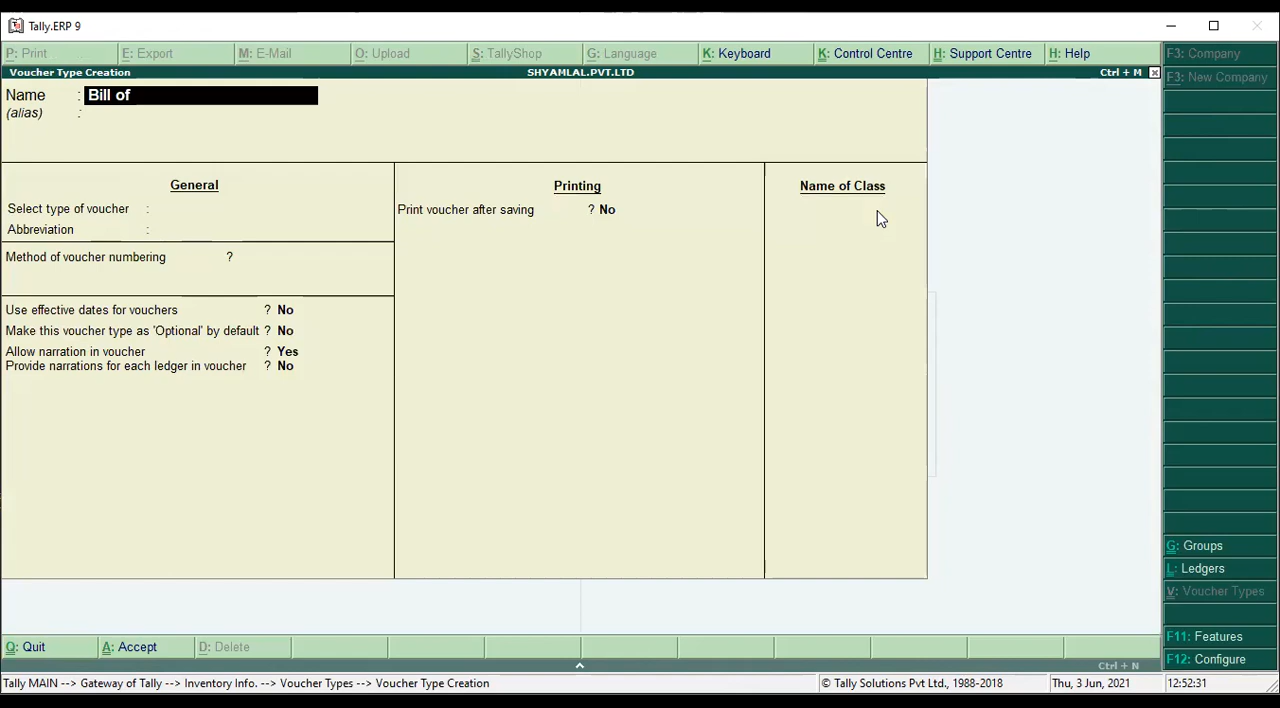 Tally.ERP 9
P: Print E: Export M: E-Mail O: Upload S: TallyShop G: Language K: Keyboard K: Control Centre H: Support Centre H: Help F3: Company
Voucher Type Creation SHYAMLAL.PVT.LTD Ctrl + M F3: New Company
Name : Bill of
(alias) :
General Printing Name of Class
Select type of voucher : Print voucher after saving ? No
Abbreviation :
Method of voucher numbering ?
Use effective dates for vouchers ? No
Make this voucher type as 'Optional' by default ? No
Allow narration in voucher ? Yes
Provide narrations for each ledger in voucher ? No
G: Groups
L: Ledgers
V: Voucher Types
F11: Features
Q: Quit A: Accept D: Delete
F12: Configure
Ctrl + N
Tally MAIN --> Gateway of Tally --> Inventory Info. --> Voucher Types --> Voucher Type Creation © Tally Solutions Pvt Ltd., 1988-2018 Thu, 3 Jun, 2021 12:52:31